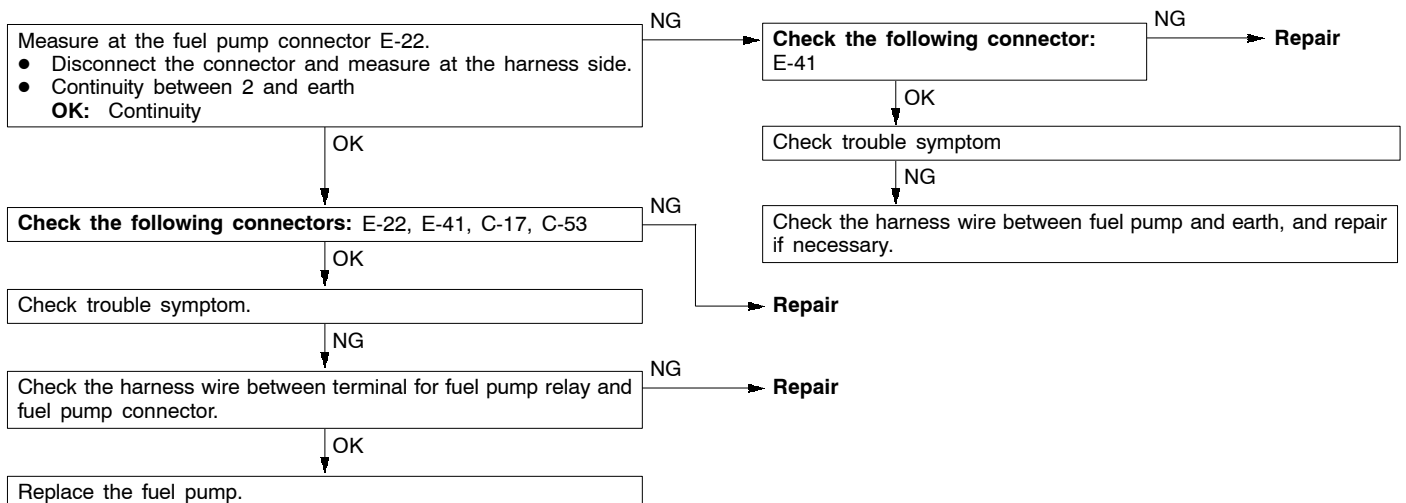 Measure at the fuel pump connector E-22.
● Disconnect the connector and measure at the harness side.
● Continuity between 2 and earth
OK: Continuity
NG
Check the following connector:
E-41
NG
Repair
OK
Check trouble symptom
NG
Check the harness wire between fuel pump and earth, and repair
if necessary.
OK
Check the following connectors: E-22, E-41, C-17, C-53
NG
Repair
OK
Check trouble symptom.
NG
Check the harness wire between terminal for fuel pump relay and
fuel pump connector.
NG
Repair
OK
Replace the fuel pump.